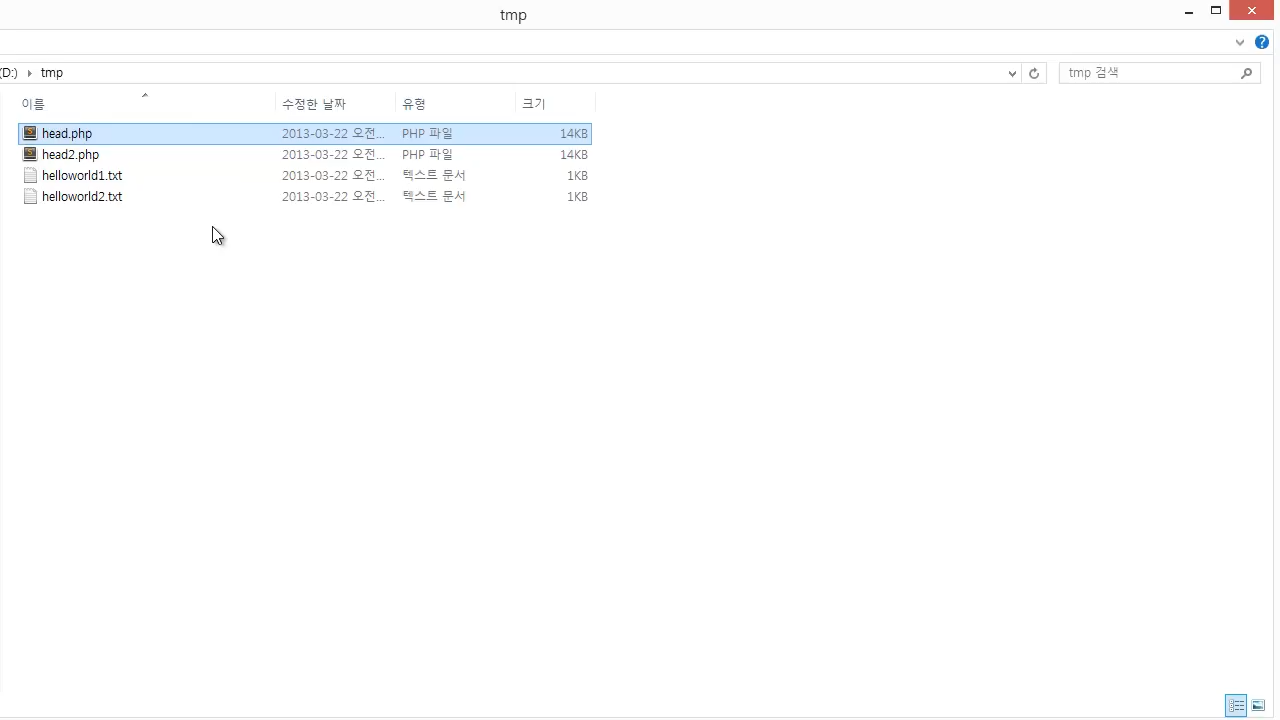 tmp
(D:) tmp
tmp 검색
이름 수정한 날짜 유형 크기
head.php 2013-03-22 오전... PHP 파일 14KB
head2.php 2013-03-22 오전... PHP 파일 14KB
helloworld1.txt 2013-03-22 오전... 텍스트 문서 1KB
helloworld2.txt 2013-03-22 오전... 텍스트 문서 1KB